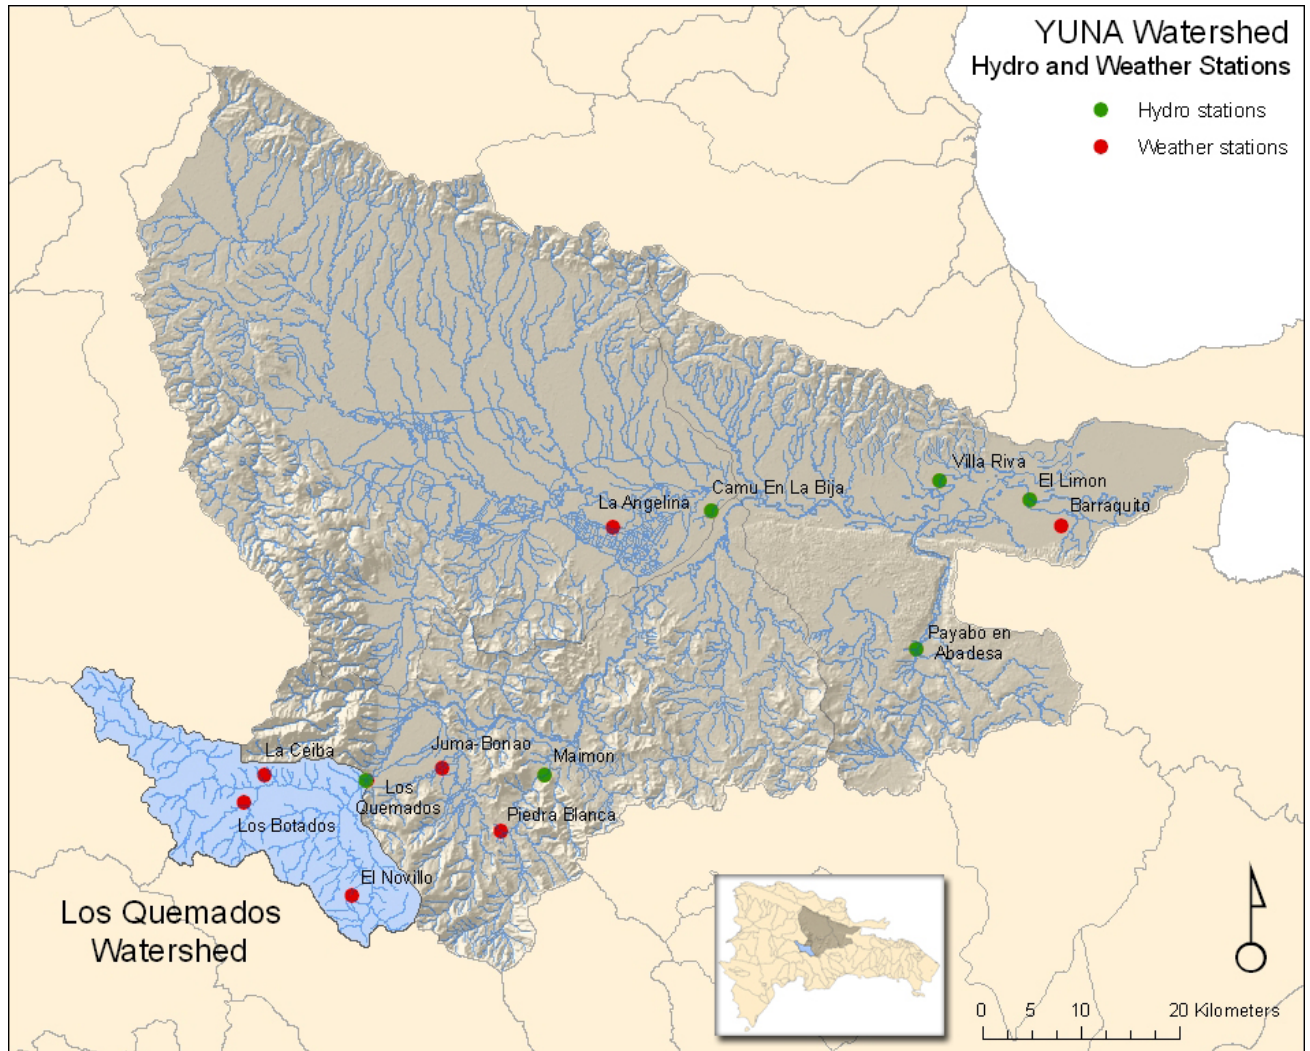 YUNA Watershed
Hydro and Weather Stations
Hydro stations
Weather stations
Villa Riva
El Limon
Camu En La Bija
La Angelina
Barraquito
Payabo en
Abadesa
Juma-Bonao
La Ceiba
Maimon
Los
Quemados
Piedra Blanca
Los Botados
El Novillo
Los Quemados
Watershed
0 5 10 20 Kilometers